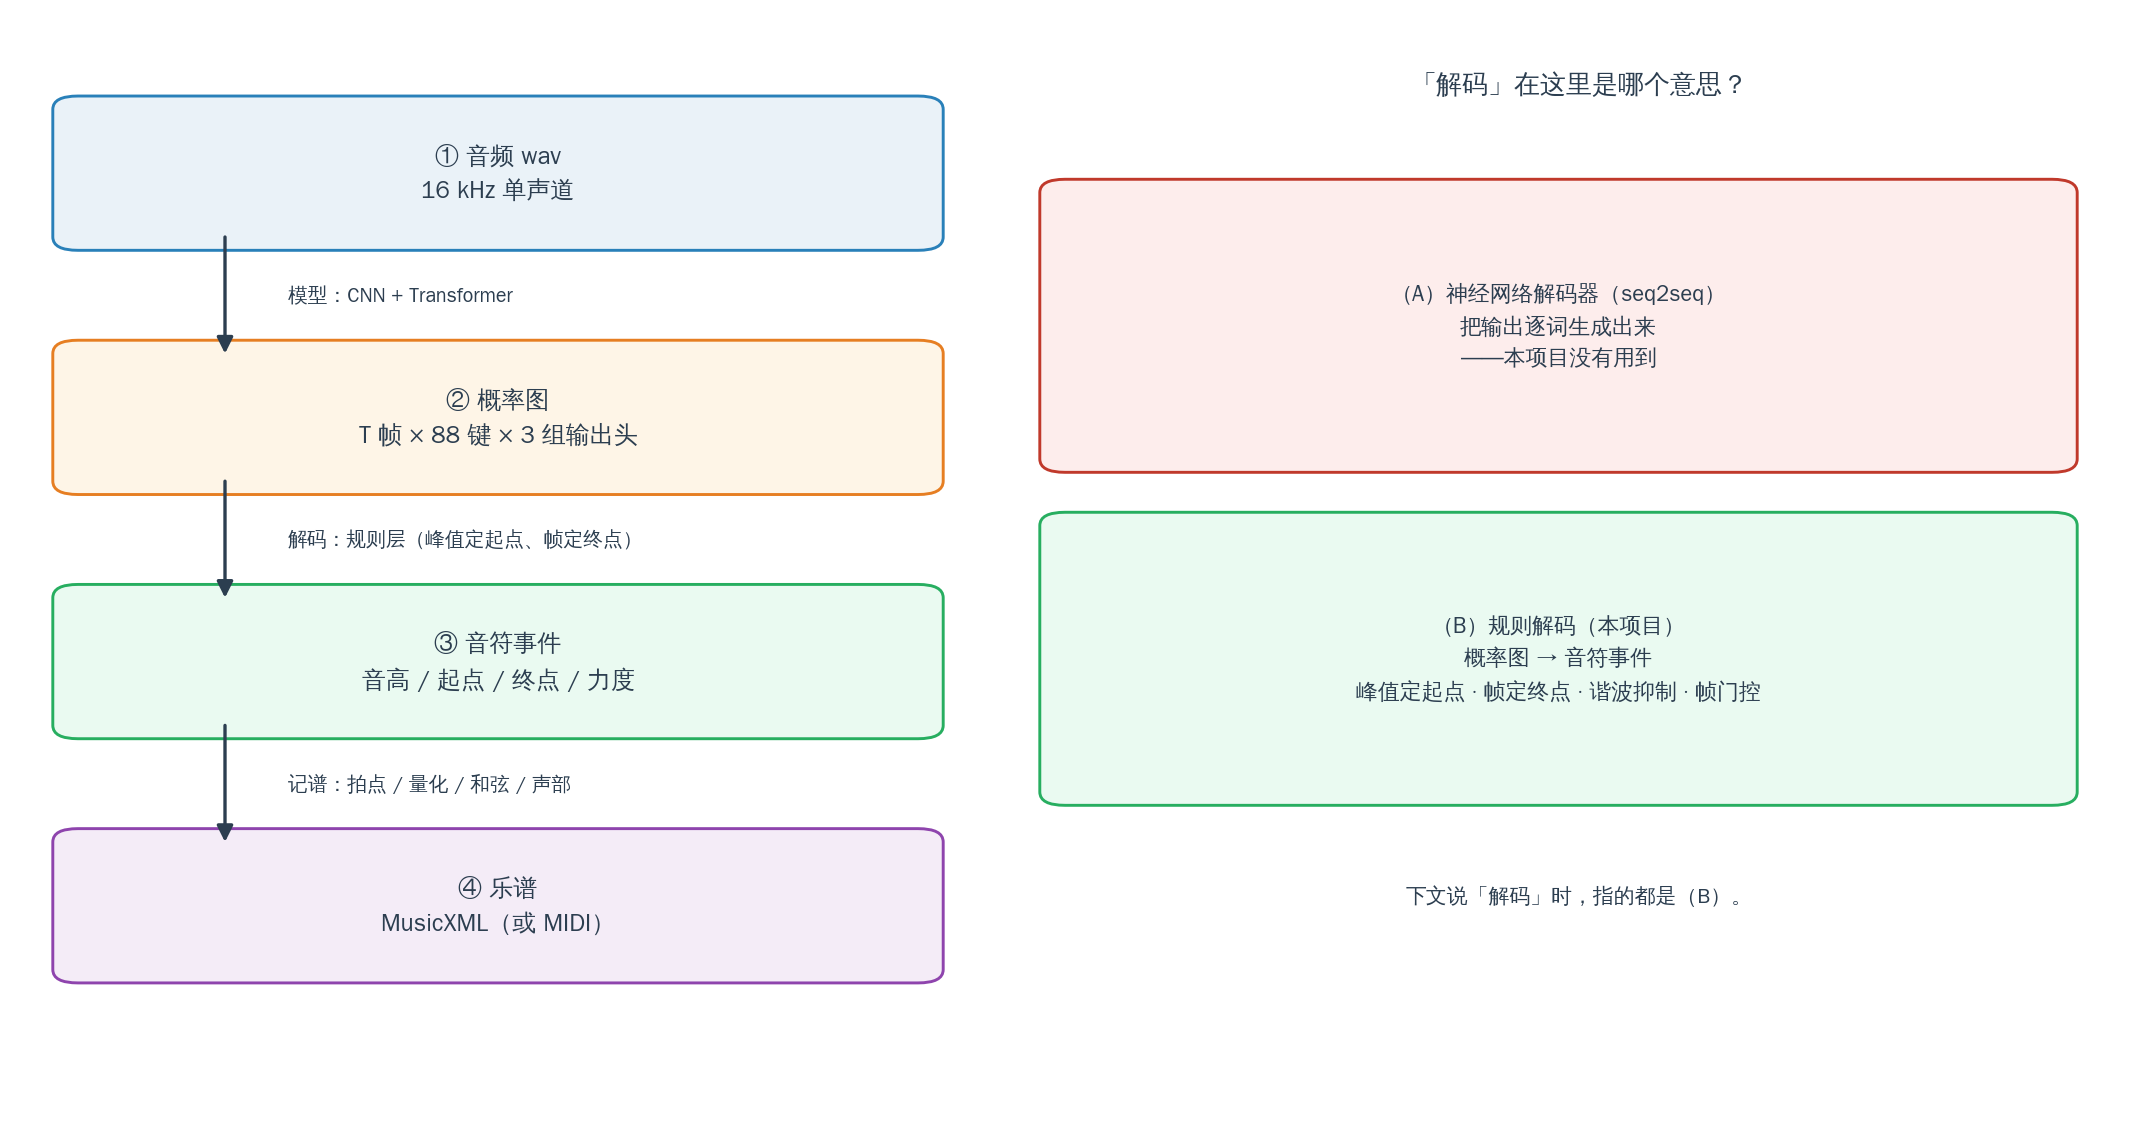 ① 音频 wav
16 kHz 单声道
模型：CNN + Transformer
② 概率图
T 帧 × 88 键 × 3 组输出头
解码：规则层（峰值定起点、帧定终点）
③ 音符事件
音高 / 起点 / 终点 / 力度
记谱：拍点 / 量化 / 和弦 / 声部
④ 乐谱
MusicXML（或 MIDI）
「解码」在这里是哪个意思？
（A）神经网络解码器（seq2seq）
把输出逐词生成出来
——本项目没有用到
（B）规则解码（本项目）
概率图 → 音符事件
峰值定起点 · 帧定终点 · 谐波抑制 · 帧门控
下文说「解码」时，指的都是（B）。